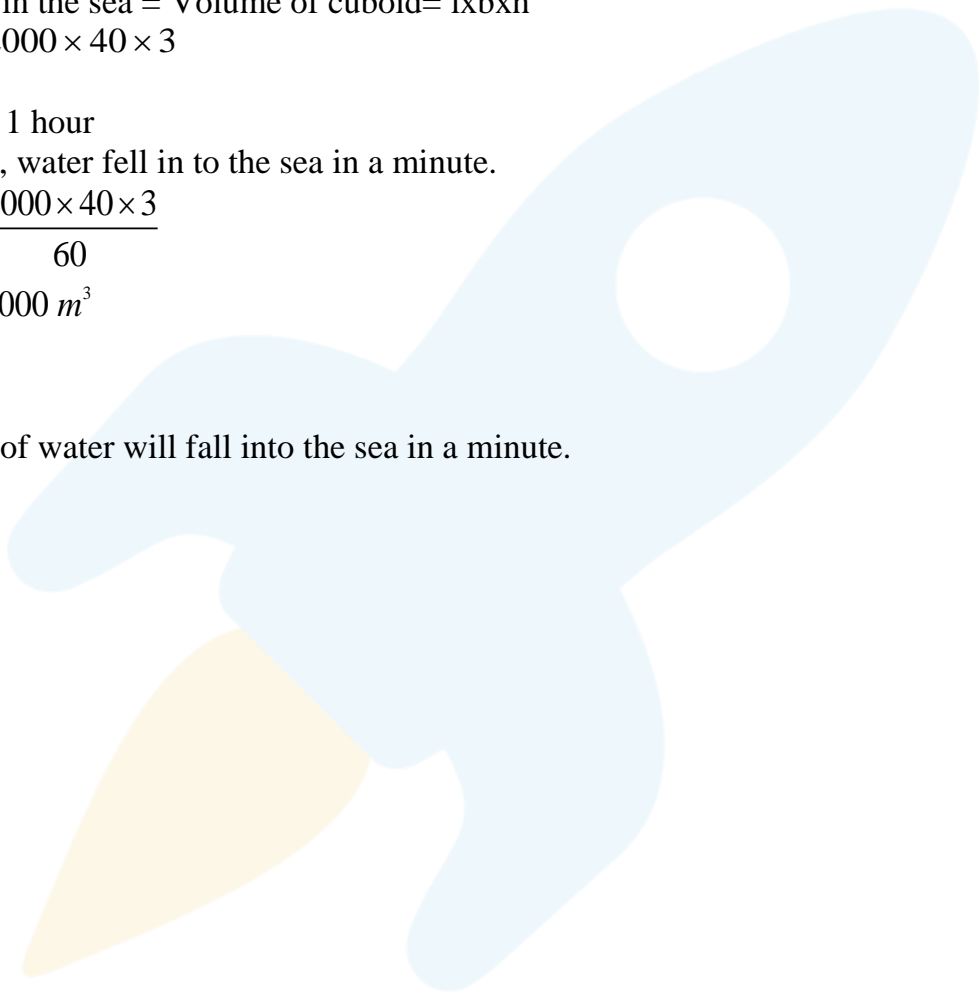 in the sea = Volume of cuboid= lxbxh
000 × 40 × 3
1 hour
, water fell in to the sea in a minute.
000 × 40 × 3
60
000 m³
of water will fall into the sea in a minute.